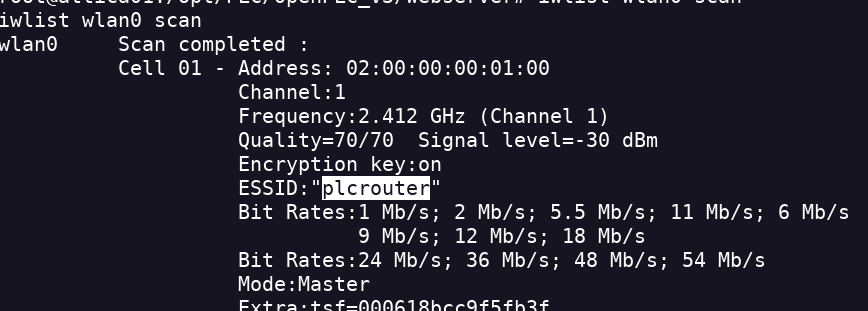 iwlist wlan0 scan
wlan0     Scan completed :
          Cell 01 - Address: 02:00:00:00:01:00
                    Channel:1
                    Frequency:2.412 GHz (Channel 1)
                    Quality=70/70  Signal level=-30 dBm
                    Encryption key:on
                    ESSID:"plcrouter"
                    Bit Rates:1 Mb/s; 2 Mb/s; 5.5 Mb/s; 11 Mb/s; 6 Mb/s
                              9 Mb/s; 12 Mb/s; 18 Mb/s
                    Bit Rates:24 Mb/s; 36 Mb/s; 48 Mb/s; 54 Mb/s
                    Mode:Master
                    Extra:tsf=000618bcc9f5fb3f